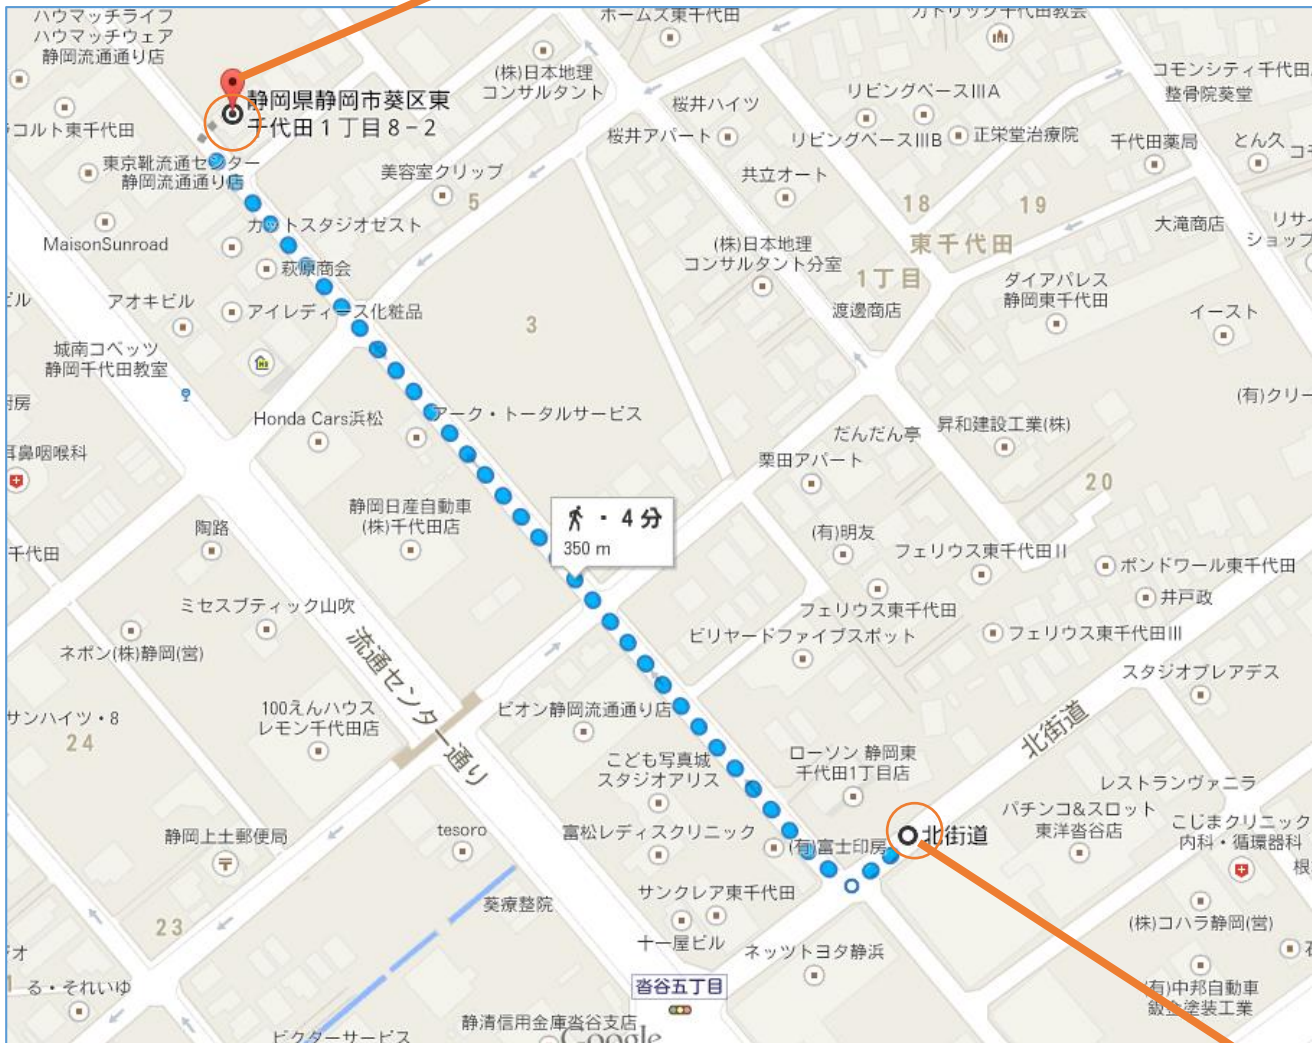 ハウマッチライフ
ハウマッチウェア
静岡流通通り店
ホームズ東千代田
カトリック千代田教会
(株)日本地理
コンサルタント
静岡県静岡市葵区東
千代田1丁目8-2
コルト東千代田
桜井ハイツ
桜井アパート
リビングベースIIIA
リビングベースIIIB
正栄堂治療院
コモンシティ千代田
整骨院葵堂
千代田薬局
とん久
東京靴流通センター
静岡流通通り店
美容室クリップ
5
共立オート
18
19
東千代田
1丁目
大滝商店
リサ
ショップ
MaisonSunroad
カットスタジオゼスト
萩原商会
(株)日本地理
コンサルタント分室
ダイアパレス
静岡東千代田
渡邊商店
イースト
アオキビル
アイレディース化粧品
3
城南コベッツ
静岡千代田教室
Honda Cars浜松
アーク・トータルサービス
だんだん亭
昇和建設工業(株)
(有)クリー
耳鼻咽喉科
栗田アパート
20
静岡日産自動車
(株)千代田店
・4分
350 m
陶路
千代田
(有)明友
フェリウス東千代田II
ボンドワール東千代田
井戸政
ミセスブティック山吹
フェリウス東千代田
フェリウス東千代田III
ビリヤードファイブスポット
ネポン(株)静岡(営)
流通センター通り
スタジオブレアデス
サンハイツ・8
24
100えんハウス
レモン千代田店
ビオン静岡流通通り店
北街道
こども写真城
スタジオアリス
ローソン 静岡東
千代田1丁目店
レストランヴァニラ
パチンコ&スロット
東洋沓谷店
こじまクリニック
内科・循環器科
静岡上土郵便局
tesoro
富松レディスクリニック
(有)富士印房
北街道
サンクレア東千代田
葵療整院
23
十一屋ビル
ネッツトヨタ静浜
(株)コハラ静岡(営)
る・それいゆ
沓谷五丁目
(有)中邦自動車
鈑金塗装工業
静清信用金庫沓谷支店
ビクターサービス
Google